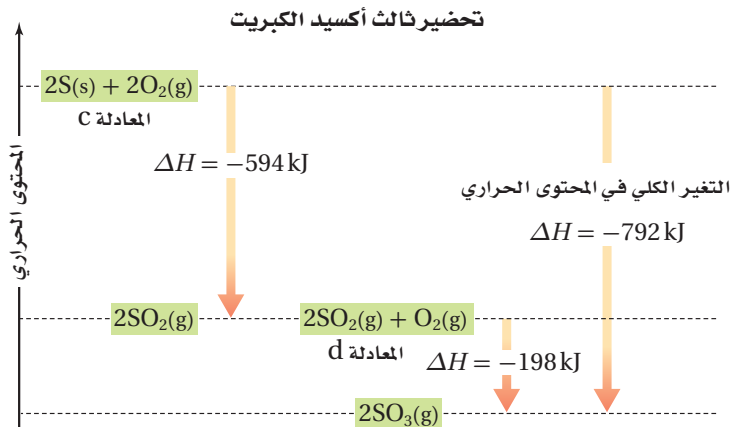 تحضير ثالث أكسيد الكبريت
2S(s) + 2O₂(g)
المعادلة c
ΔH = −594 kJ
التغير الكلي في المحتوى الحراري
ΔH = −792 kJ
المحتوى الحراري
2SO₂(g)
2SO₂(g) + O₂(g)
المعادلة d
ΔH = −198 kJ
2SO₃(g)